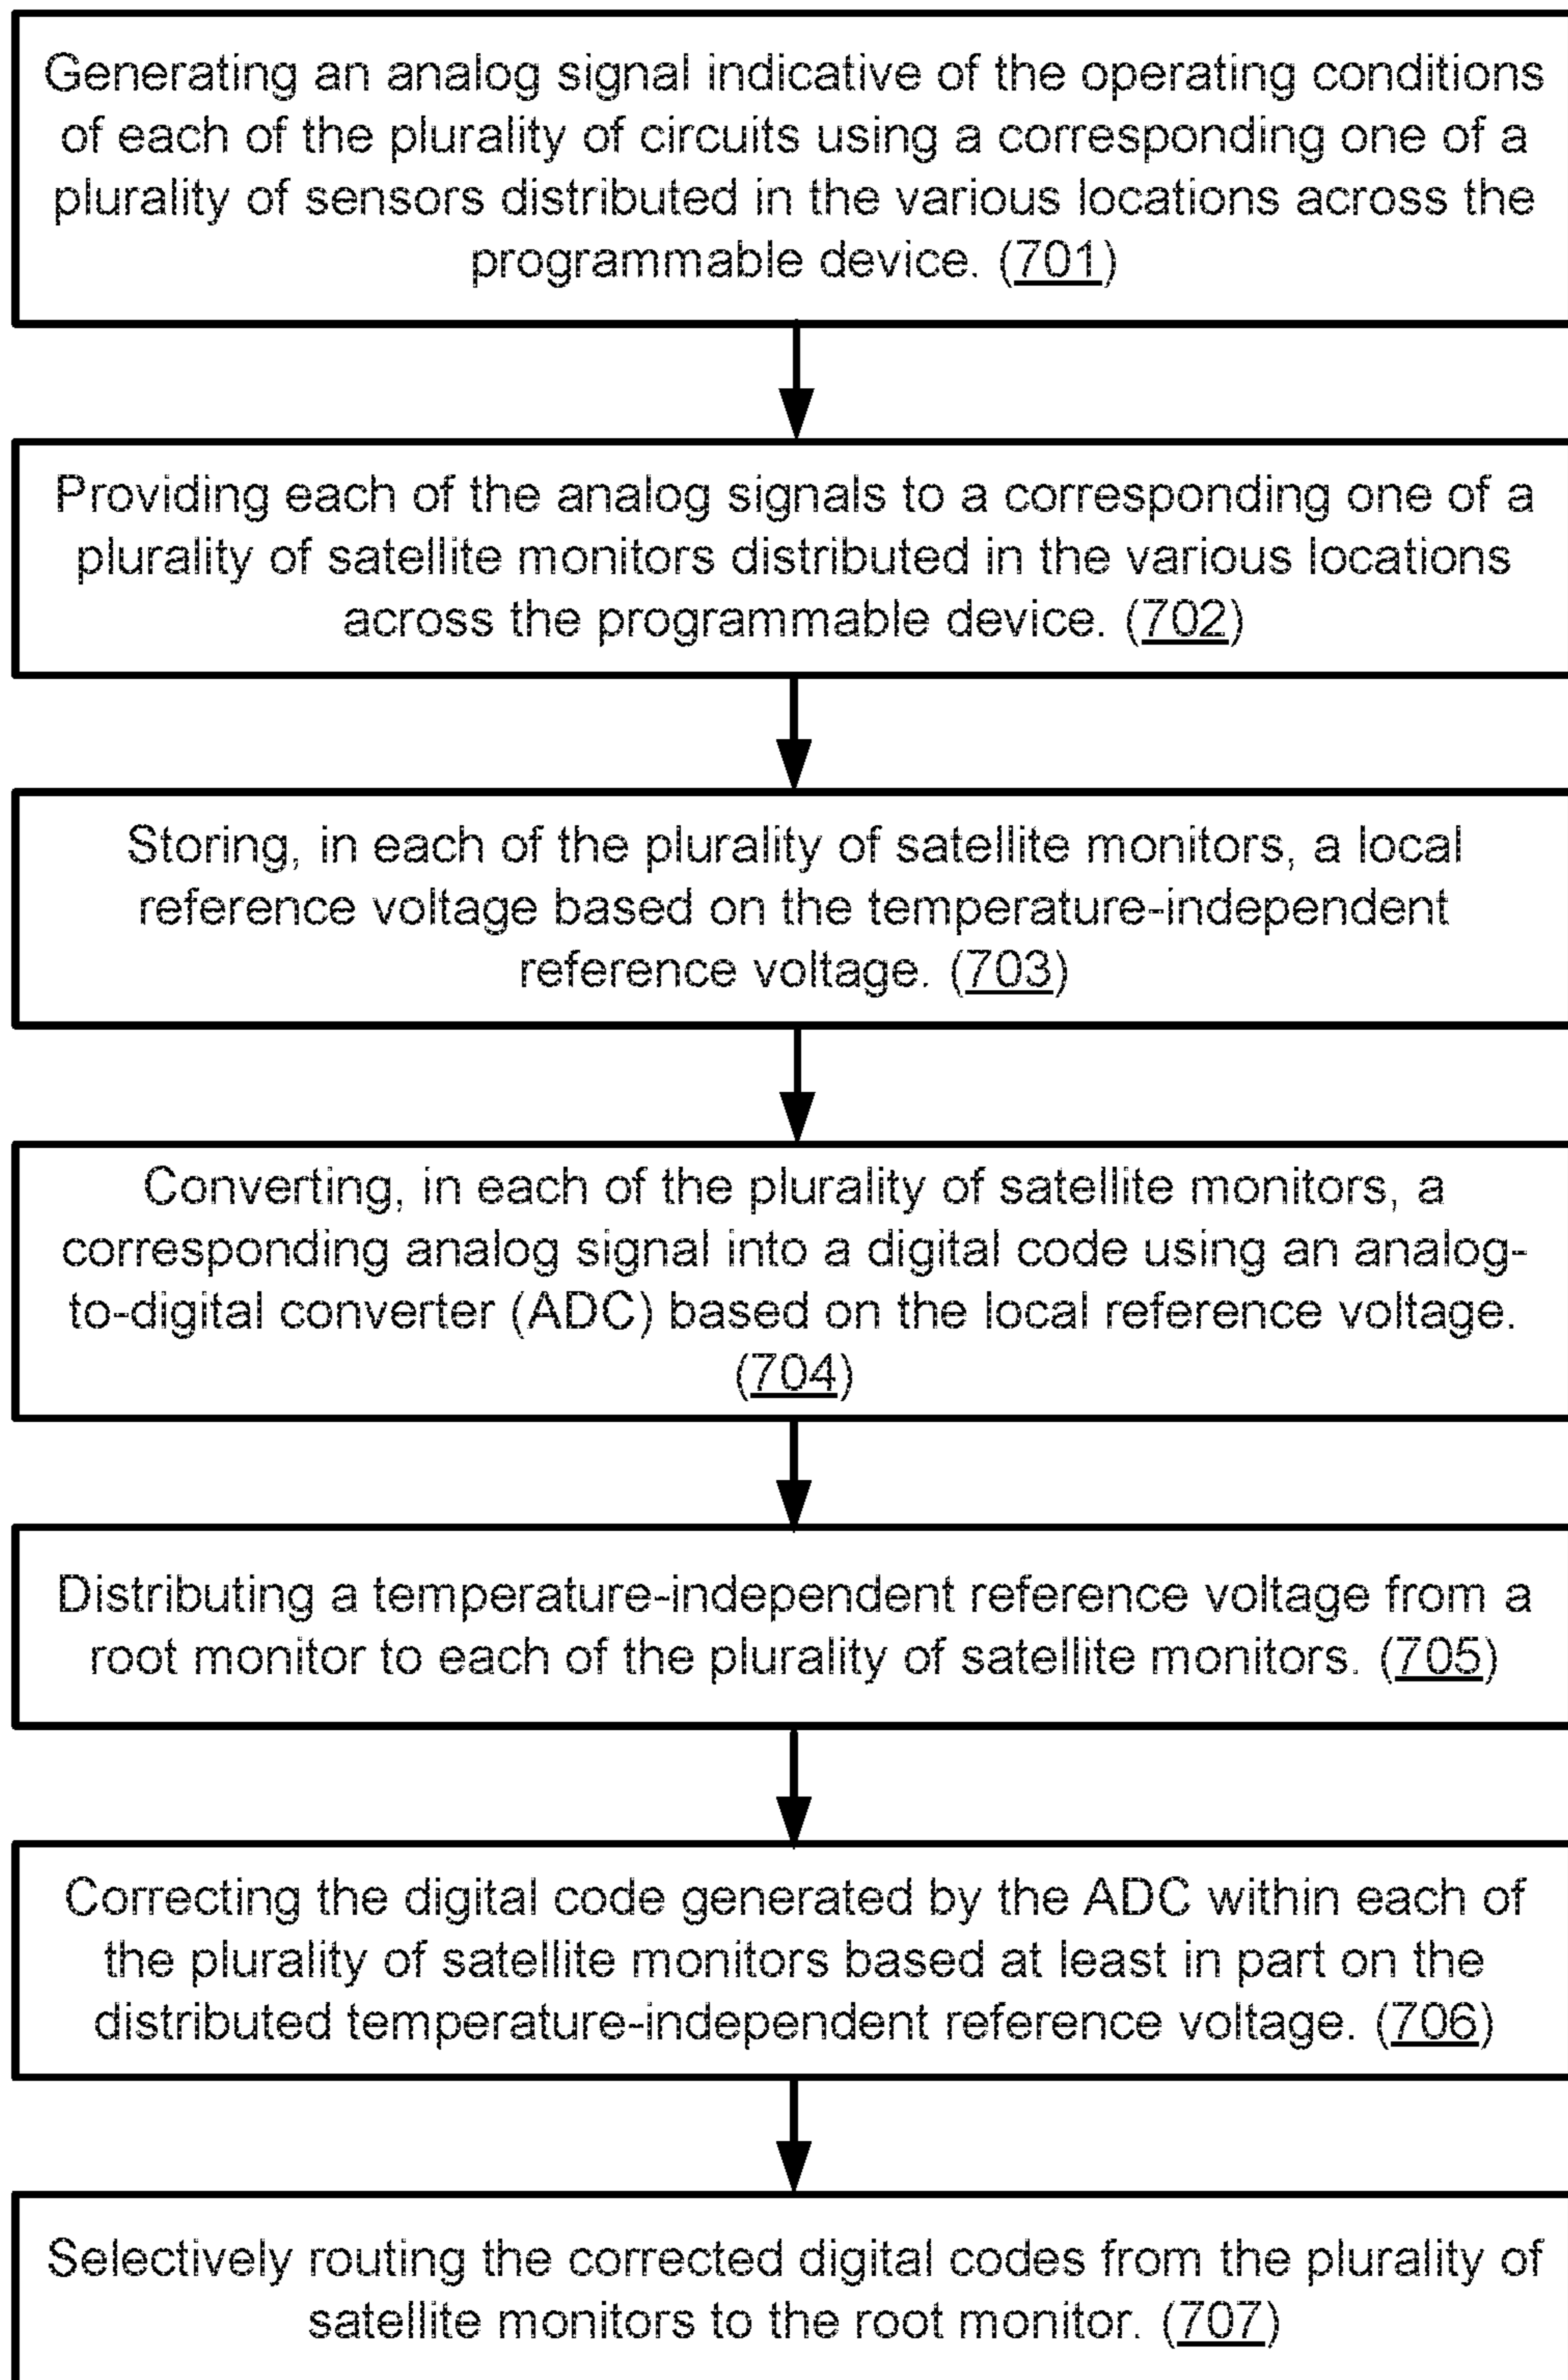 Generating an analog signal indicative of the operating conditions
of each of the plurality of circuits using a corresponding one of a
plurality of sensors distributed in the various locations across the
programmable device. (701)
Providing each of the analog signals to a corresponding one of a
plurality of satellite monitors distributed in the various locations
across the programmable device. (702)
Storing, in each of the plurality of satellite monitors, a local
reference voltage based on the temperature-independent
reference voltage. (703)
Converting, in each of the plurality of satellite monitors, a
corresponding analog signal into a digital code using an analog-
to-digital converter (ADC) based on the local reference voltage.
(704)
Distributing a temperature-independent reference voltage from a
root monitor to each of the plurality of satellite monitors. (705)
Correcting the digital code generated by the ADC within each of
the plurality of satellite monitors based at least in part on the
distributed temperature-independent reference voltage. (706)
Selectively routing the corrected digital codes from the plurality of
satellite monitors to the root monitor. (707)